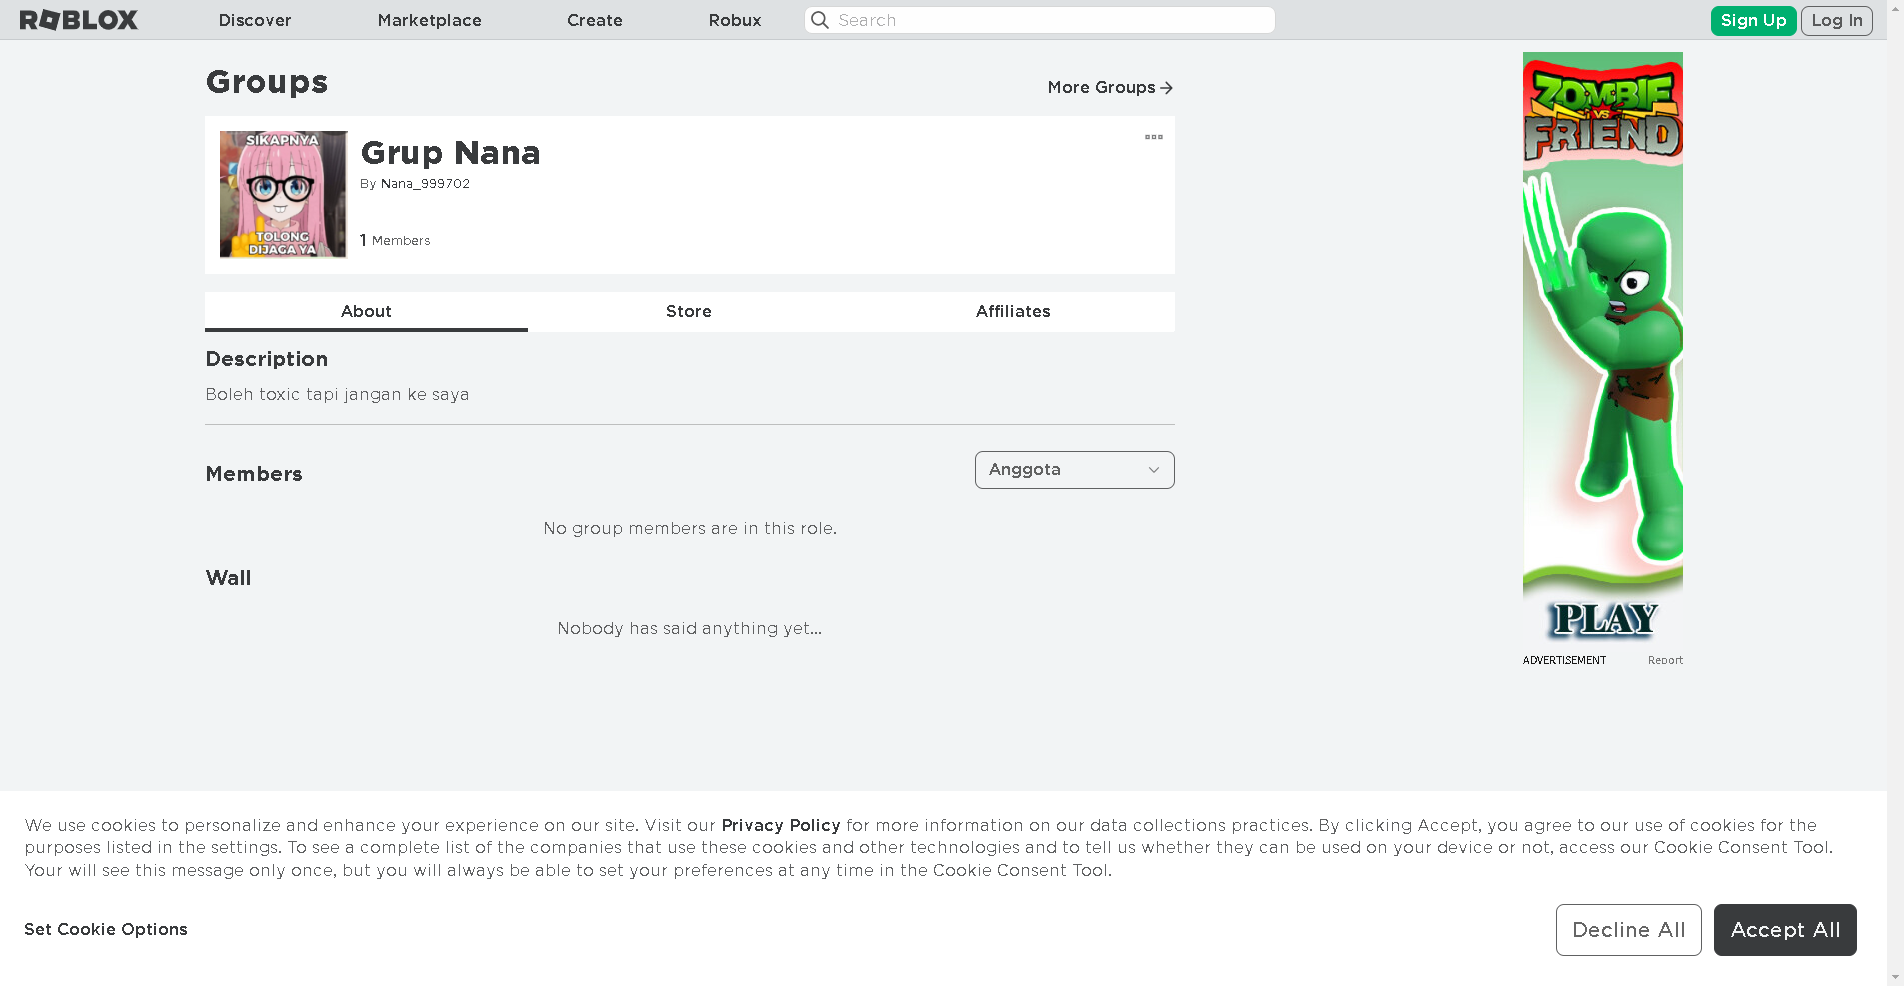 ROBLOX
Discover
Marketplace
Create
Robux
Search
Sign Up
Log In
Groups
More Groups
SIKAPNYA
TOLONG
DIJAGA YA
Grup Nana
By Nana_999702
1 Members
About
Store
Affiliates
Description
Boleh toxic tapi jangan ke saya
Members
Anggota
No group members are in this role.
Wall
Nobody has said anything yet...
ZOMBIE
VS
FRIEND
PLAY
ADVERTISEMENT
Report
We use cookies to personalize and enhance your experience on our site. Visit our Privacy Policy for more information on our data collections practices. By clicking Accept, you agree to our use of cookies for the
purposes listed in the settings. To see a complete list of the companies that use these cookies and other technologies and to tell us whether they can be used on your device or not, access our Cookie Consent Tool.
Your will see this message only once, but you will always be able to set your preferences at any time in the Cookie Consent Tool.
Set Cookie Options
Decline All
Accept All